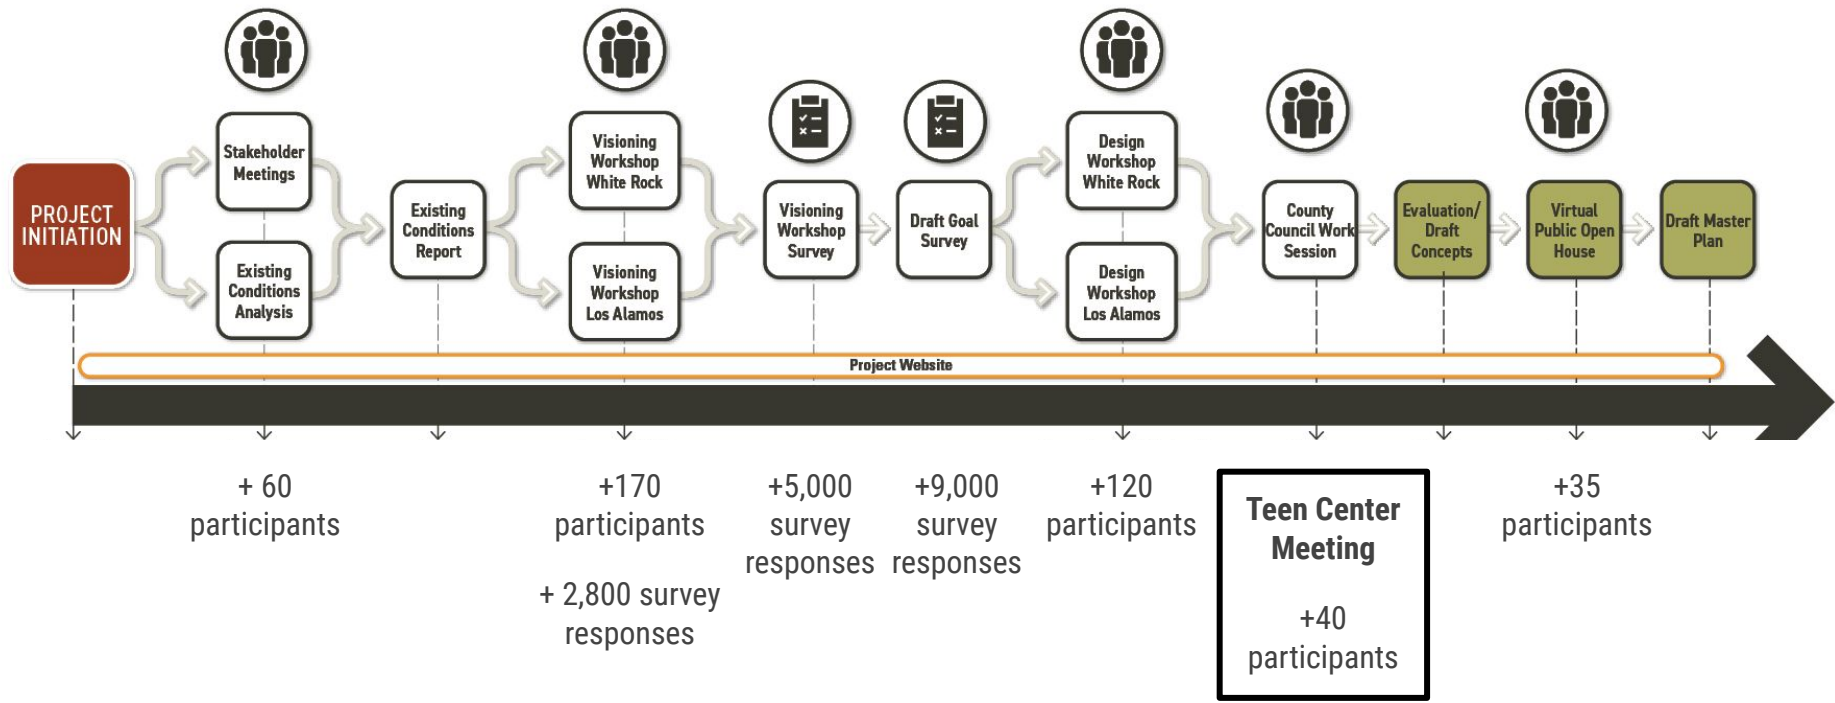 PROJECT
INITIATION
Stakeholder
Meetings
Existing
Conditions
Analysis
Existing
Conditions
Report
Visioning
Workshop
White Rock
Visioning
Workshop
Los Alamos
Visioning
Workshop
Survey
Draft Goal
Survey
Design
Workshop
White Rock
Design
Workshop
Los Alamos
County
Council Work
Session
Evaluation/
Draft
Concepts
Virtual
Public Open
House
Draft Master
Plan
Project Website
+ 60
participants
+170
participants
+ 2,800 survey
responses
+5,000
survey
responses
+9,000
survey
responses
+120
participants
Teen Center
Meeting
+40
participants
+35
participants